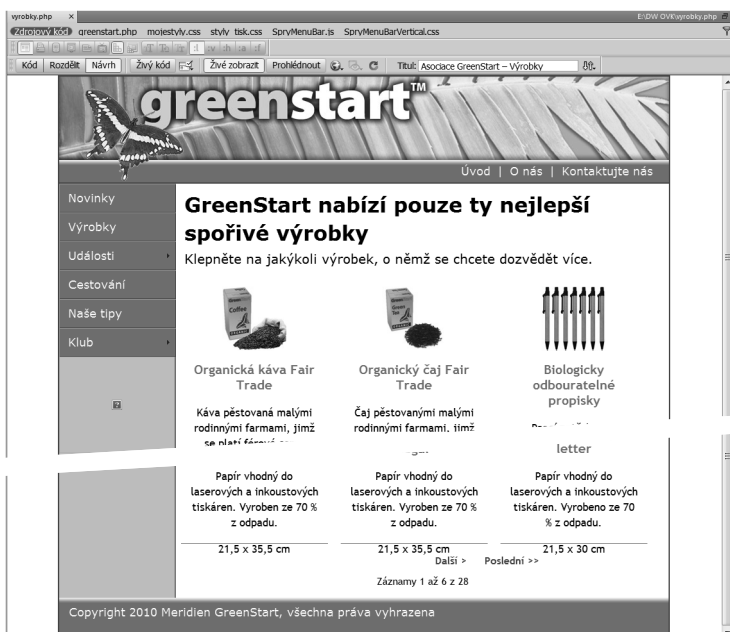 vyrobky.php x E:\DW OVK\vyrobky.php
Zdrojový kód greenstart.php mojestyly.css styly_tisk.css SpryMenuBar.js SpryMenuBarVertical.css
Kód Rozdělit Návrh Živý kód Živé zobrazit Prohlédnout Titul: Asociace GreenStart – Výrobky
greenstart™
Úvod | O nás | Kontaktujte nás
Novinky
Výrobky
Události
Cestování
Naše tipy
Klub
GreenStart nabízí pouze ty nejlepší
spořivé výrobky
Klepněte na jakýkoli výrobek, o němž se chcete dozvědět více.
Green
Coffee
Green
Tea
Organická káva Fair
Trade
Káva pěstovaná malými
rodinnými farmami, jimž
se platí
Organický čaj Fair
Trade
Čaj pěstovanými malými
rodinnými farmami, jimž
Biologicky
odbouratelné
propisky
letter
Papír vhodný do
laserových a inkoustových
tiskáren. Vyroben ze 70 %
z odpadu.
21,5 x 35,5 cm
Papír vhodný do
laserových a inkoustových
tiskáren. Vyroben ze 70 %
z odpadu.
21,5 x 35,5 cm
Papír vhodný do
laserových a inkoustových
tiskáren. Vyrobeno ze 70
% z odpadu.
21,5 x 30 cm
Další > Poslední >>
Záznamy 1 až 6 z 28
Copyright 2010 Meridien GreenStart, všechna práva vyhrazena